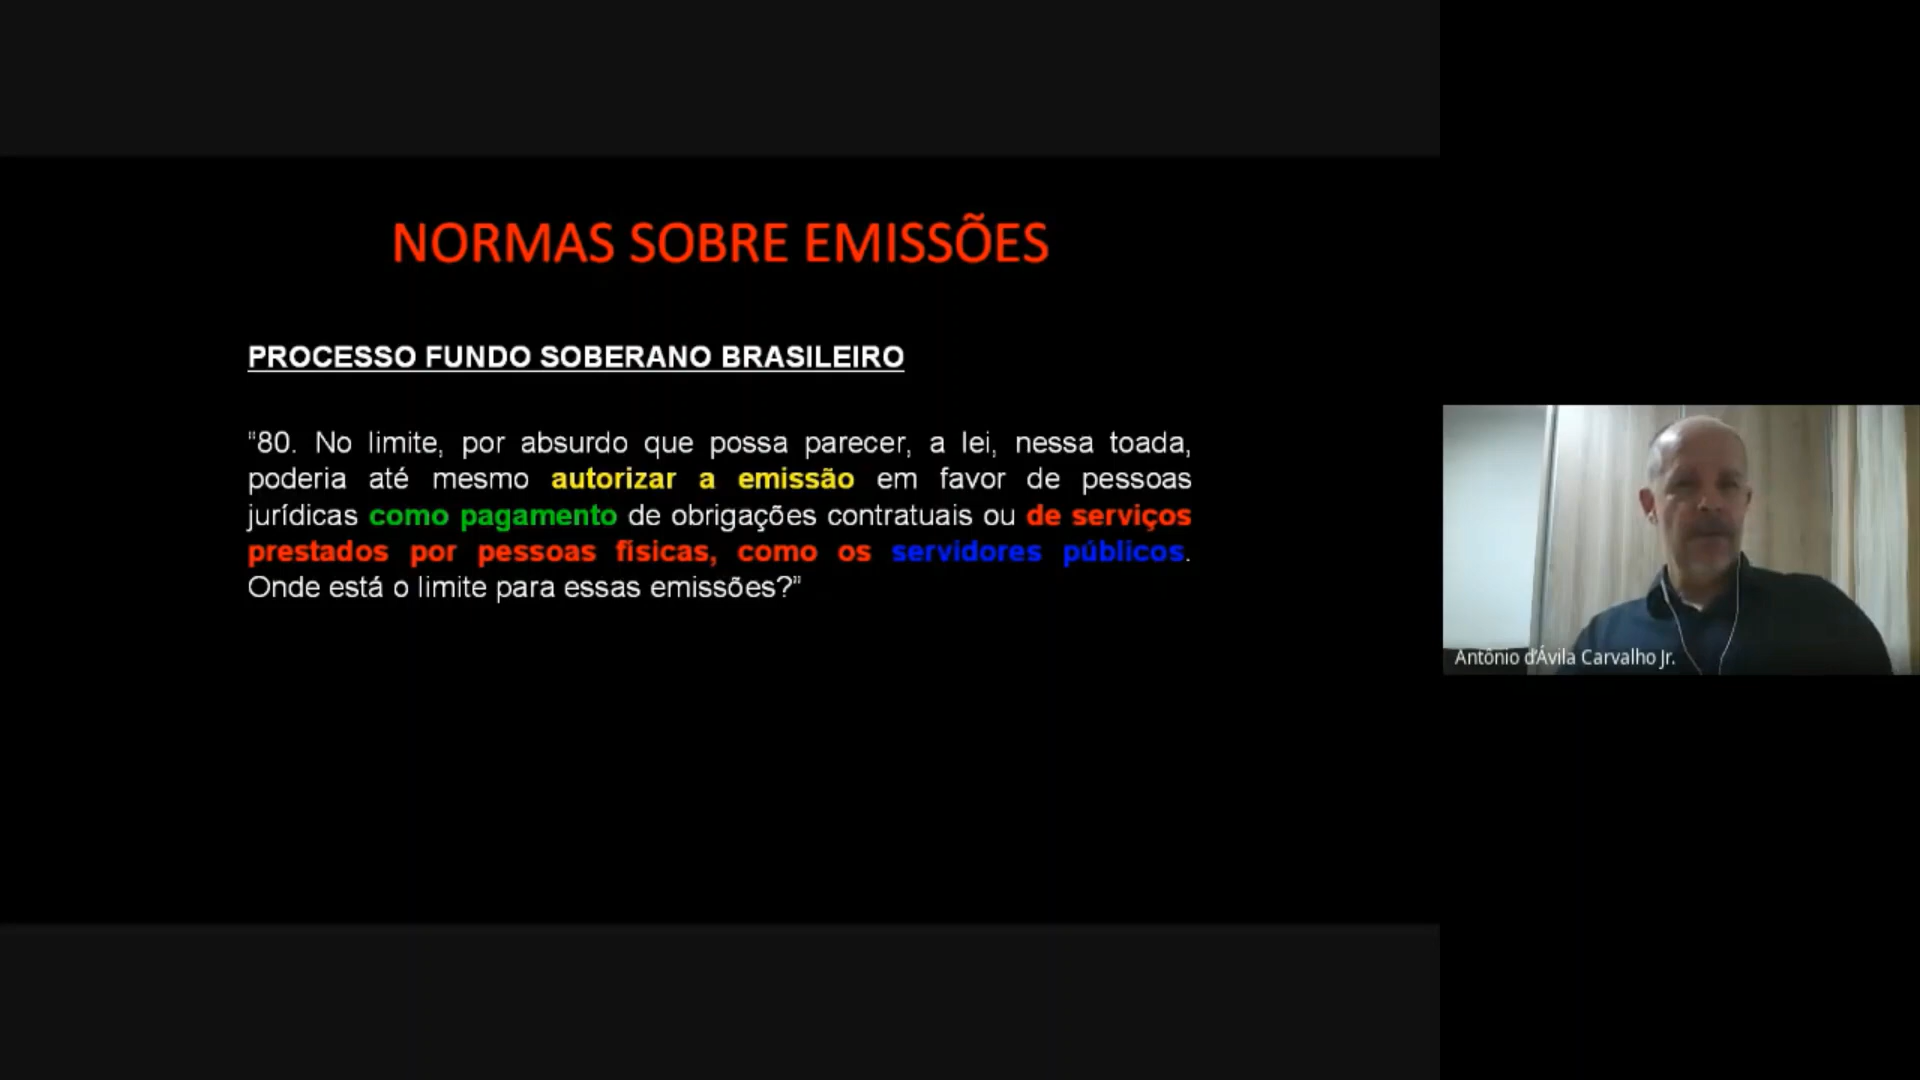 NORMAS SOBRE EMISSÕES
PROCESSO FUNDO SOBERANO BRASILEIRO
“80. No limite, por absurdo que possa parecer, a lei, nessa toada,
poderia até mesmo autorizar a emissão em favor de pessoas
jurídicas como pagamento de obrigações contratuais ou de serviços
prestados por pessoas físicas, como os servidores públicos.
Onde está o limite para essas emissões?”
Antônio d'Ávila Carvalho Jr.